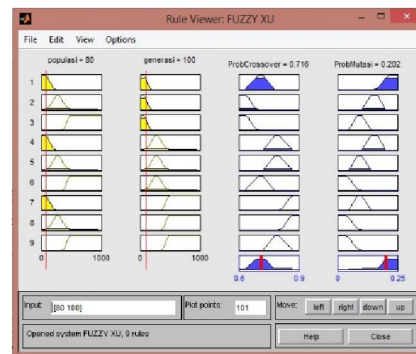 Rule Viewer: FUZZY XU
File Edit View Options
populasi = 80 generasi = 100 ProbCrossover = 0.716 ProbMutasi = 0.202
1
2
3
4
5
6
7
8
9
0 1000 0 1000
0.6 0.9 0 0.25
Input: [80 100] Plot points: 101 Move: left right down up
Opened system FUZZY XU, 9 rules Help Close